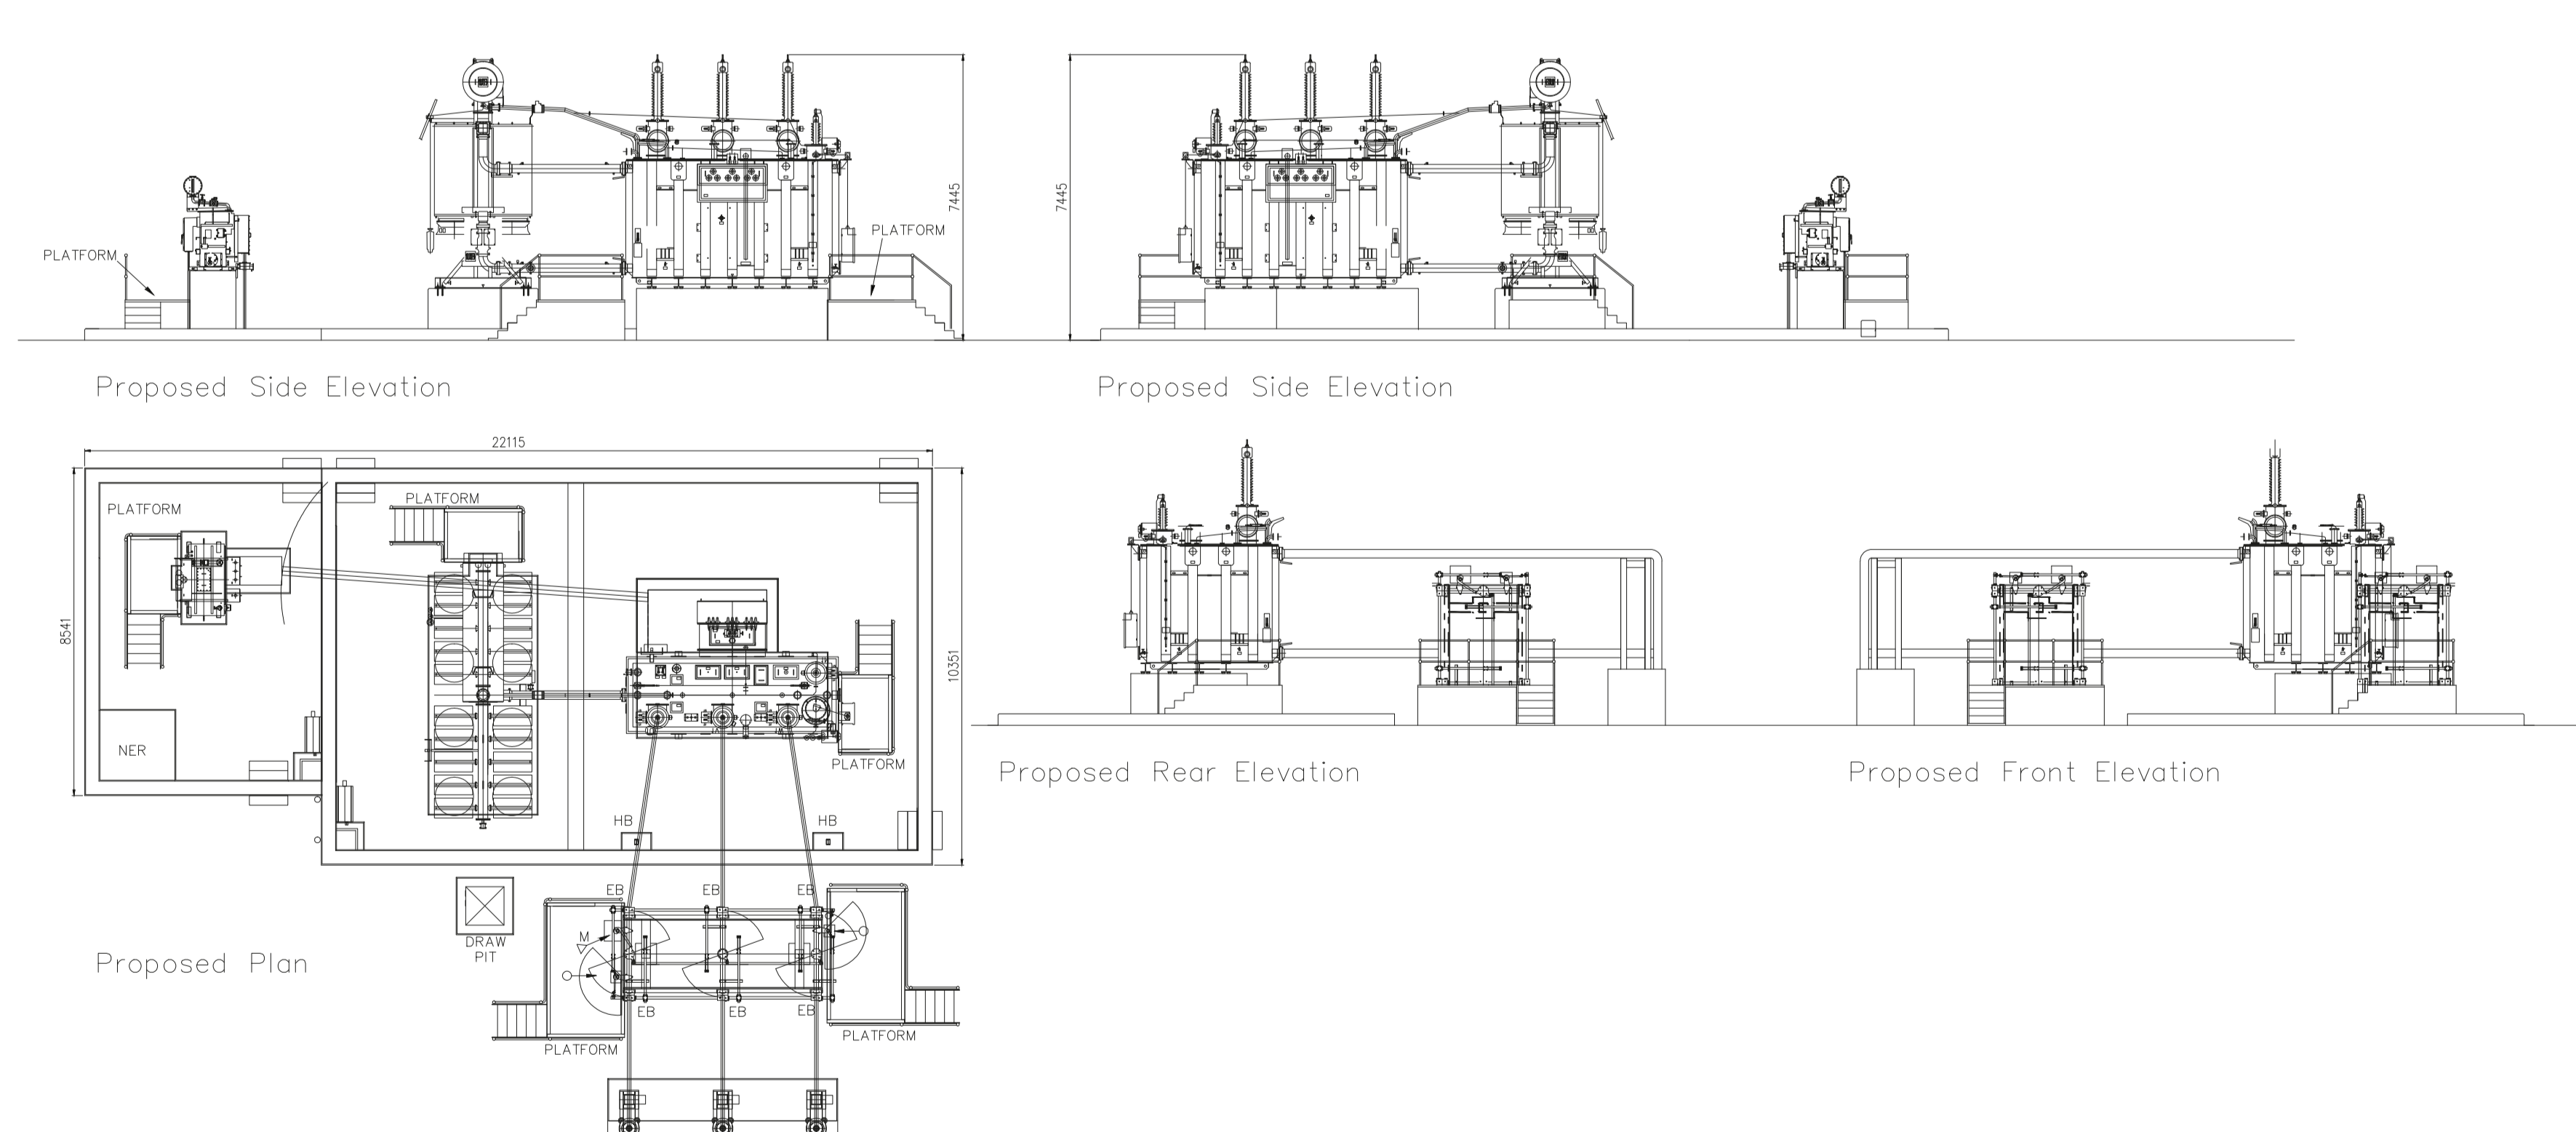 7445
7445
PLATFORM
PLATFORM
Proposed Side Elevation
Proposed Side Elevation
22115
PLATFORM
PLATFORM
8541
10351
NER
PLATFORM
Proposed Rear Elevation
Proposed Front Elevation
HB
HB
EB
EB
EB
DRAW
PIT
M
Proposed Plan
EB
EB
EB
PLATFORM
PLATFORM